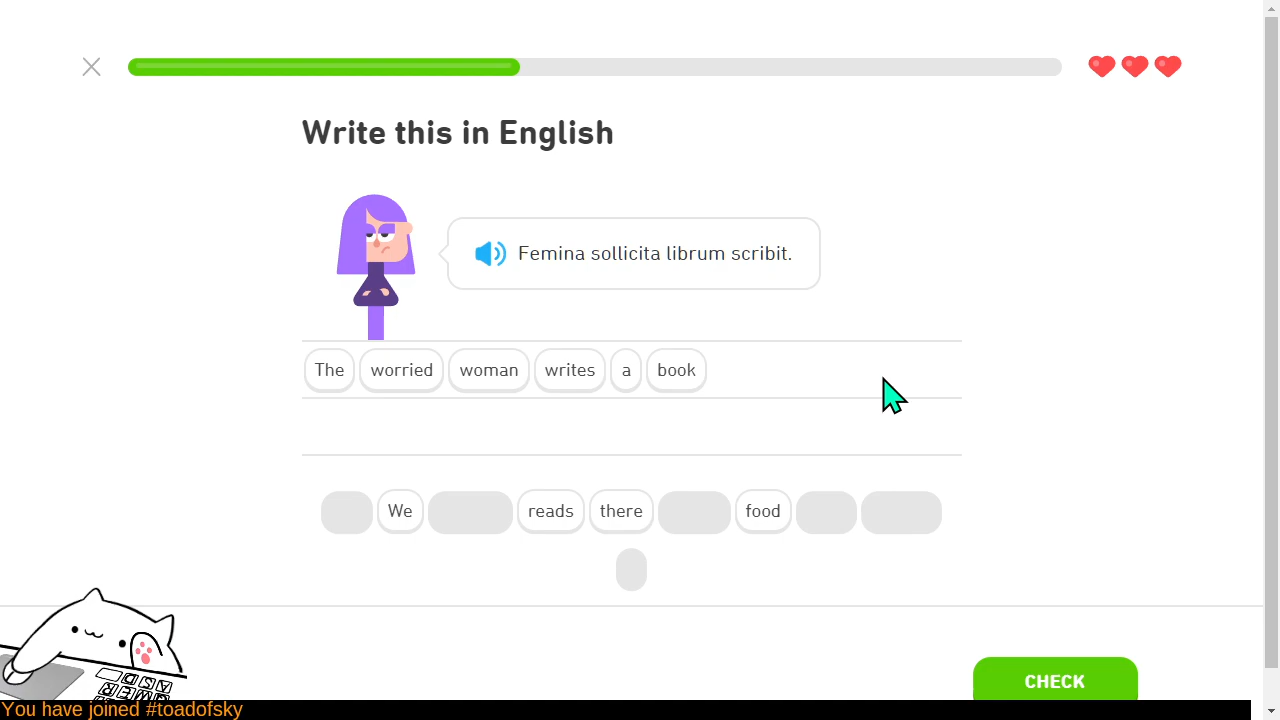 Write this in English
Femina sollicita librum scribit.
The worried woman writes a book
We reads there food
CHECK
You have joined #toadofsky